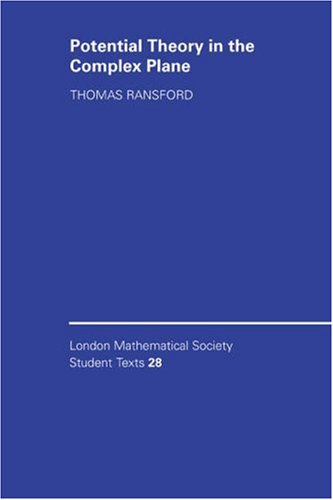 Potential Theory in the
Complex Plane
THOMAS RANSFORD
London Mathematical Society
Student Texts 28